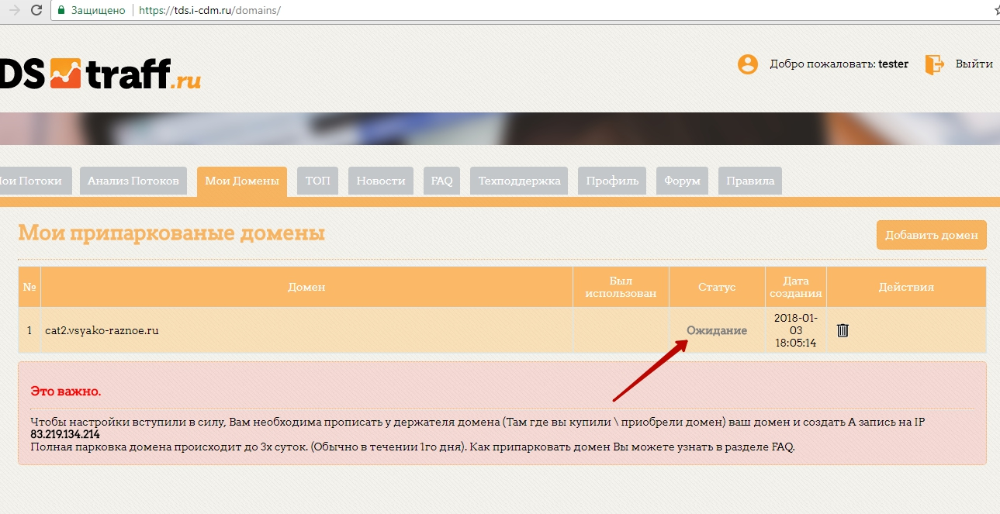 Защищено https://tds.i-cdm.ru/domains/
DS traff.ru
Добро пожаловать: tester Выйти
Потоки Анализ Потоков Мои Домены ТОП Новости FAQ Техподдержка Профиль Форум Правила
Мои припаркованые домены
Добавить домен
№ Домен Был использован Статус Дата создания Действия
1 cat2.vsyako-raznoe.ru Ожидание 2018-01-03 18:05:14
Это важно.
Чтобы настройки вступили в силу, Вам необходима прописать у держателя домена (Там где вы купили \ приобрели домен) ваш домен и создать А запись на IP
83.219.134.214
Полная парковка домена происходит до 3х суток. (Обычно в течении 1го дня). Как припарковать домен Вы можете узнать в разделе FAQ.